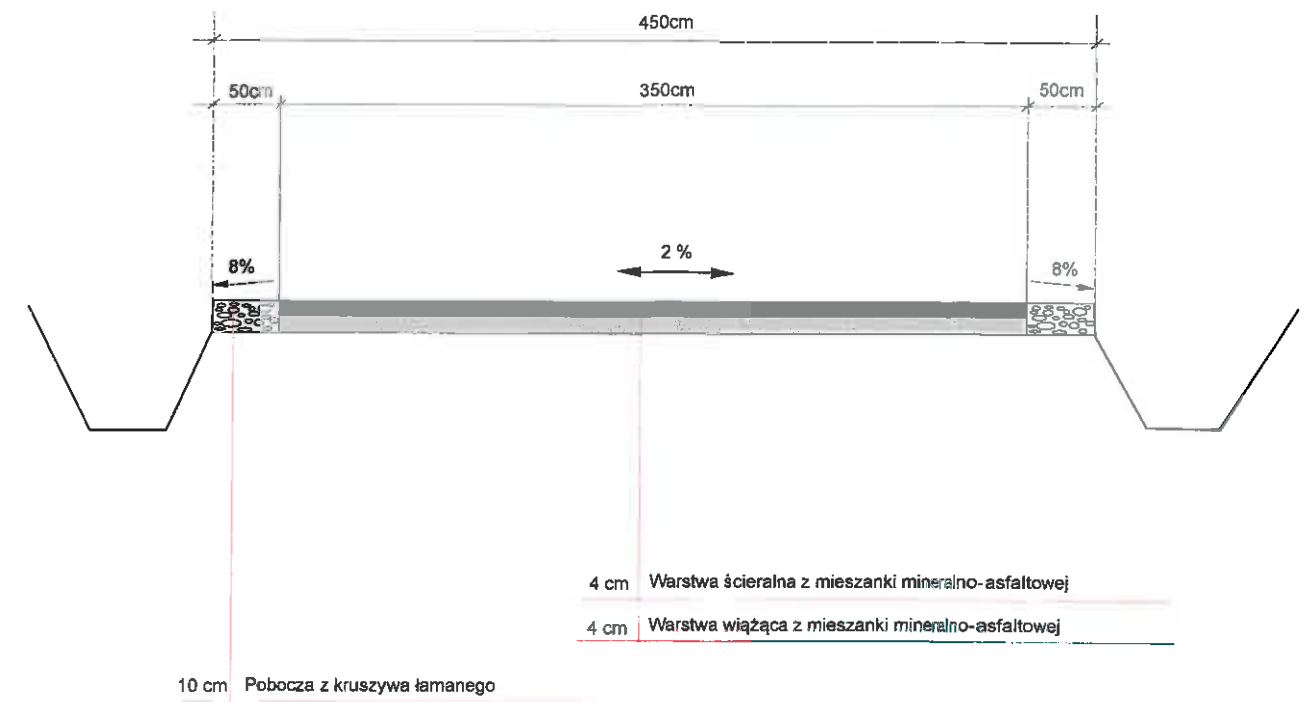 450cm
50cm 350cm 50cm
2 %
8% 8%
4 cm Warstwa ścieralna z mieszanki mineralno-asfaltowej
4 cm Warstwa wiążąca z mieszanki mineralno-asfaltowej
10 cm Pobocza z kruszywa łamanego